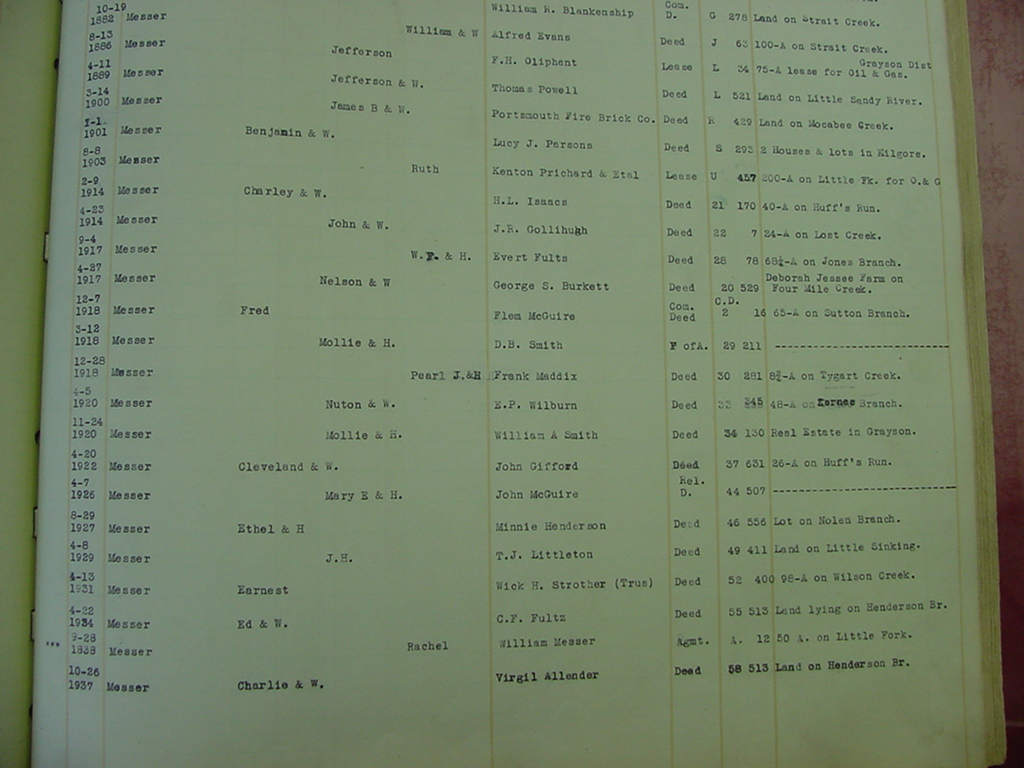 10-19 Com.
1882 Messer William & W William R. Blankenship D. G 278 Land on Strait Creek.
8-13
1886 Messer Jefferson Alfred Evans Deed J 63 100-A on Strait Creek.
4-11 Grayson Dist
1889 Messer Jefferson & W. F.H. Oliphant Lease L 34 75-A lease for Oil & Gas.
3-14
1900 Messer James B & W. Thomas Powell Deed L 521 Land on Little Sandy River.
1-1
1901 Messer Benjamin & W. Portsmouth Fire Brick Co. Deed R 429 Land on Mocabee Creek.
8-8
1903 Messer Ruth Lucy J. Parsons Deed S 293 2 Houses & lots in Kilgore.
2-9
1914 Messer Charley & W. Kenton Prichard & Etal Lease U 457 200-A on Little Fk. for O.& G
4-23
1914 Messer John & W. H.L. Isaacs Deed 21 170 40-A on Huff's Run.
9-4
1917 Messer W.F. & H. J.R. Gollihugh Deed 22 7 24-A on Lost Creek.
4-27
1917 Messer Nelson & W Evert Fults Deed 28 78 68¼-A on Jones Branch.
12-7 Deborah Jessee Farm on
1918 Messer Fred George S. Burkett Deed 20 529 Four Mile Creek.
3-12 Com. C.D.
1918 Messer Mollie & H. Flem McGuire Deed 2 16 65-A on Sutton Branch.
12-28
1918 Messer Pearl J.&H D.B. Smith P ofA. 29 211 ------------------------------
4-5
1920 Messer Nuton & W. Frank Maddix Deed 30 281 8¾-A on Tygart Creek.
11-24
1920 Messer Mollie & H. E.P. Wilburn Deed 33 245 48-A on Karnes Branch.
4-20
1922 Messer Cleveland & W. William A Smith Deed 34 130 Real Estate in Grayson.
4-7
1926 Messer Mary E & H. John Gifford Deed 37 631 26-A on Huff's Run.
8-29 Rel.
1927 Messer Ethel & H John McGuire D. 44 507 ------------------------------
4-8
1929 Messer J.H. Minnie Henderson Deed 46 556 Lot on Nolen Branch.
4-13
1931 Messer Earnest T.J. Littleton Deed 49 411 Land on Little Sinking.
4-22
1934 Messer Ed & W. Wick H. Strother (Trus) Deed 52 400 98-A on Wilson Creek.
9-28
*** 1838 Messer Rachel C.F. Fultz Deed 55 513 Land lying on Henderson Br.
10-26
1937 Messer Charlie & W. William Messer Agmt. A. 12 50 A. on Little Fork.
Virgil Allender Deed 58 513 Land on Henderson Br.